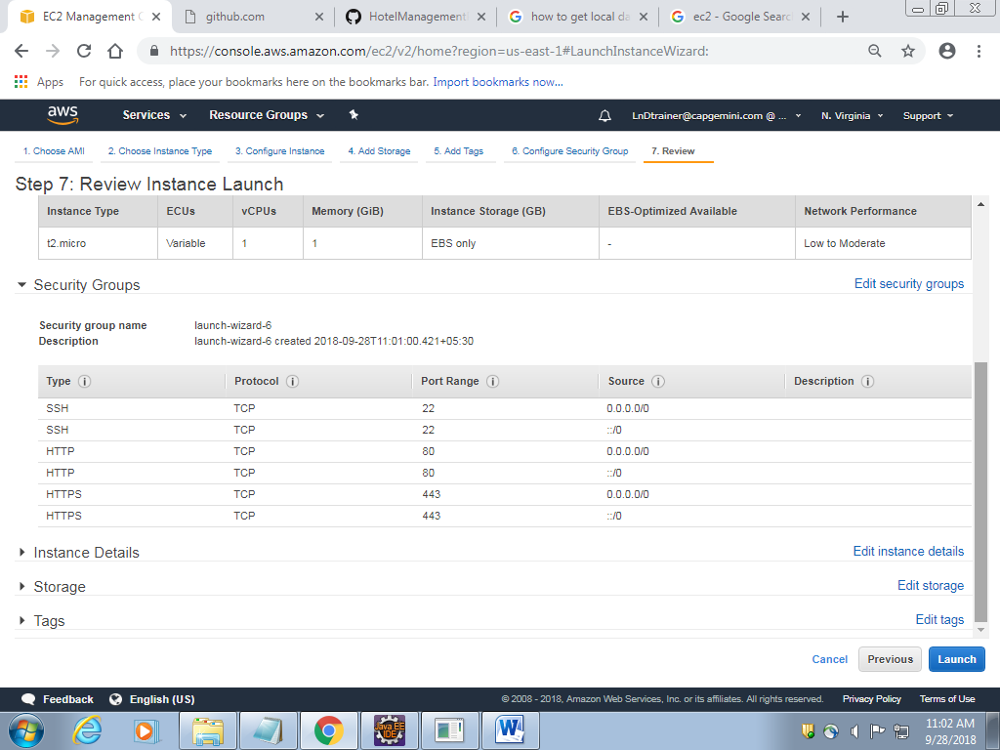 EC2 Management C
github.com
HotelManagement
how to get local da
ec2 - Google Searc
https://console.aws.amazon.com/ec2/v2/home?region=us-east-1#LaunchInstanceWizard:
Apps For quick access, place your bookmarks here on the bookmarks bar. Import bookmarks now...
aws Services Resource Groups LnDtrainer@capgemini.com @ ... N. Virginia Support
1. Choose AMI 2. Choose Instance Type 3. Configure Instance 4. Add Storage 5. Add Tags 6. Configure Security Group 7. Review
Step 7: Review Instance Launch
Instance Type ECUs vCPUs Memory (GiB) Instance Storage (GB) EBS-Optimized Available Network Performance
t2.micro Variable 1 1 EBS only - Low to Moderate
Security Groups Edit security groups
Security group name launch-wizard-6
Description launch-wizard-6 created 2018-09-28T11:01:00.421+05:30
Type i Protocol i Port Range i Source i Description i
SSH TCP 22 0.0.0.0/0
SSH TCP 22 ::/0
HTTP TCP 80 0.0.0.0/0
HTTP TCP 80 ::/0
HTTPS TCP 443 0.0.0.0/0
HTTPS TCP 443 ::/0
Instance Details Edit instance details
Storage Edit storage
Tags Edit tags
Cancel Previous Launch
Feedback English (US) © 2008 - 2018, Amazon Web Services, Inc. or its affiliates. All rights reserved. Privacy Policy Terms of Use
Java EE
IDE
W
11:02 AM
9/28/2018